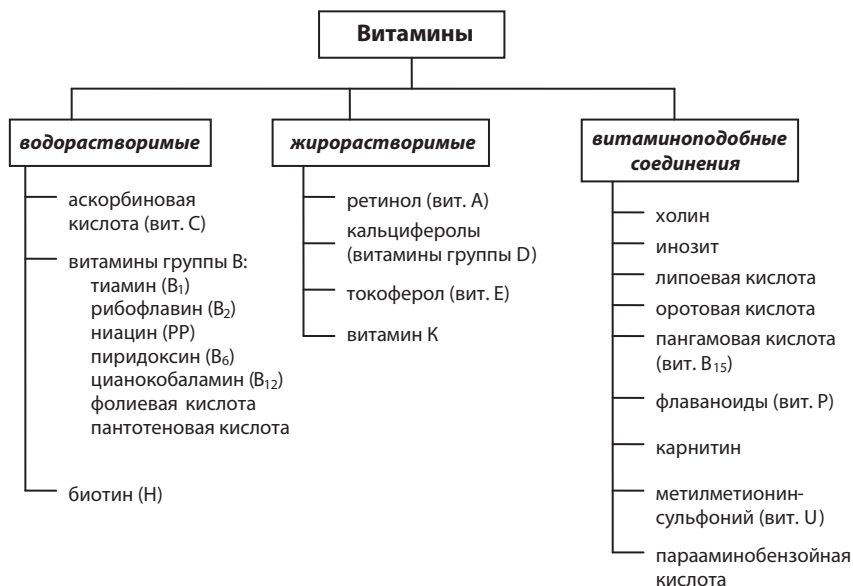 Витамины
водорастворимые
аскорбиновая
кислота (вит. C)
витамины группы B:
тиамин (B₁)
рибофлавин (B₂)
ниацин (PP)
пиридоксин (B₆)
цианокобаламин (B₁₂)
фолиевая кислота
пантотеновая кислота
биотин (H)
жирорастворимые
ретинол (вит. A)
кальциферолы
(витамины группы D)
токоферол (вит. E)
витамин K
витаминоподобные
соединения
холин
инозит
липоевая кислота
оротовая кислота
пангамовая кислота
(вит. B₁₅)
флаваноиды (вит. P)
карнитин
метилметионин-
сульфоний (вит. U)
парааминобензойная
кислота